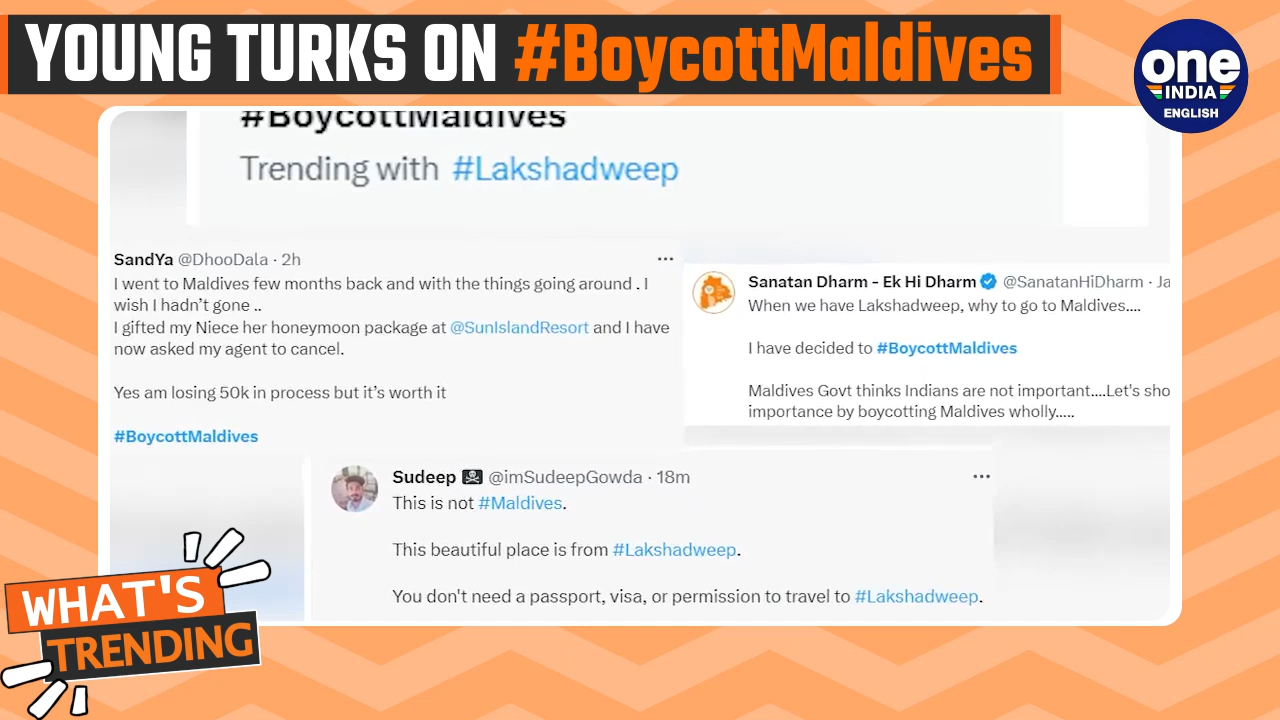 YOUNG TURKS ON #BoycottMaldives
one
INDIA
ENGLISH
#BoycottMaldives
Trending with #Lakshadweep
SandYa @DhooDala · 2h
I went to Maldives few months back and with the things going around . I
wish I hadn't gone ..
I gifted my Niece her honeymoon package at @SunIslandResort and I have
now asked my agent to cancel.
Yes am losing 50k in process but it's worth it
#BoycottMaldives
Sanatan Dharm - Ek Hi Dharm @SanatanHiDharm · Ja
When we have Lakshadweep, why to go to Maldives....
I have decided to #BoycottMaldives
Maldives Govt thinks Indians are not important....Let's sho
importance by boycotting Maldives wholly.....
Sudeep @imSudeepGowda · 18m
This is not #Maldives.
This beautiful place is from #Lakshadweep.
You don't need a passport, visa, or permission to travel to #Lakshadweep.
WHAT'S
TRENDING